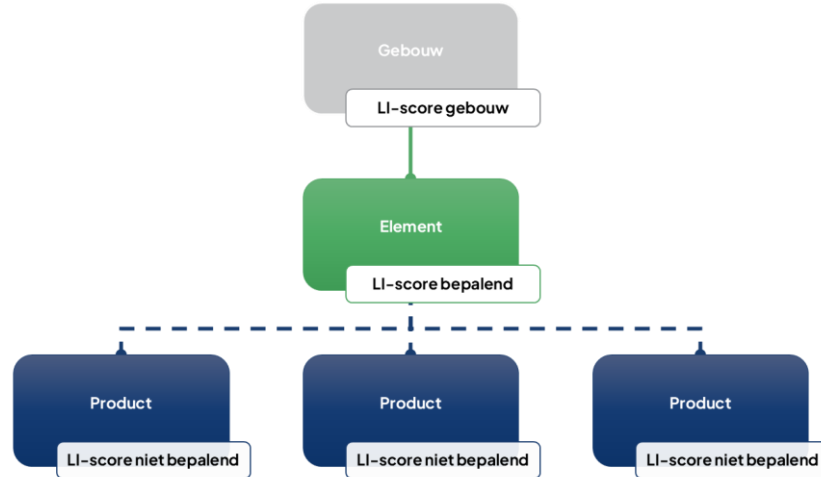 Gebouw
LI-score gebouw
Element
LI-score bepalend
Product
Product
Product
LI-score niet bepalend
LI-score niet bepalend
LI-score niet bepalend